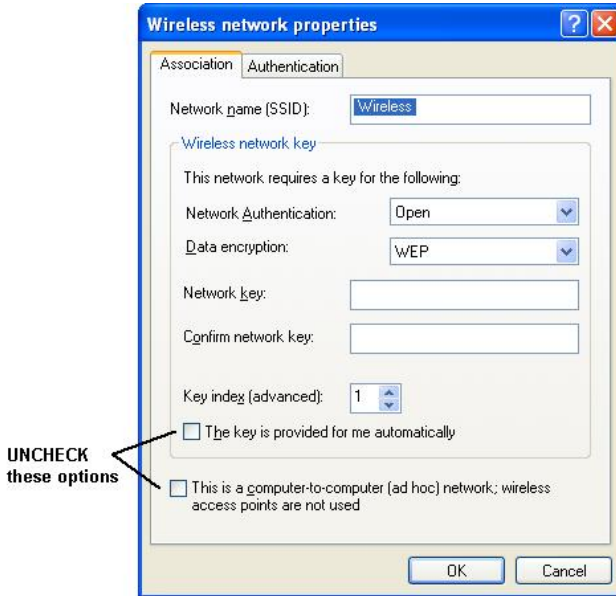 Wireless network properties
Association
Authentication
Network name (SSID):
Wireless
Wireless network key
This network requires a key for the following:
Network Authentication:
Open
Data encryption:
WEP
Network key:
Confirm network key:
Key index (advanced):
1
The key is provided for me automatically
UNCHECK
these options
This is a computer-to-computer (ad hoc) network; wireless
access points are not used
OK
Cancel